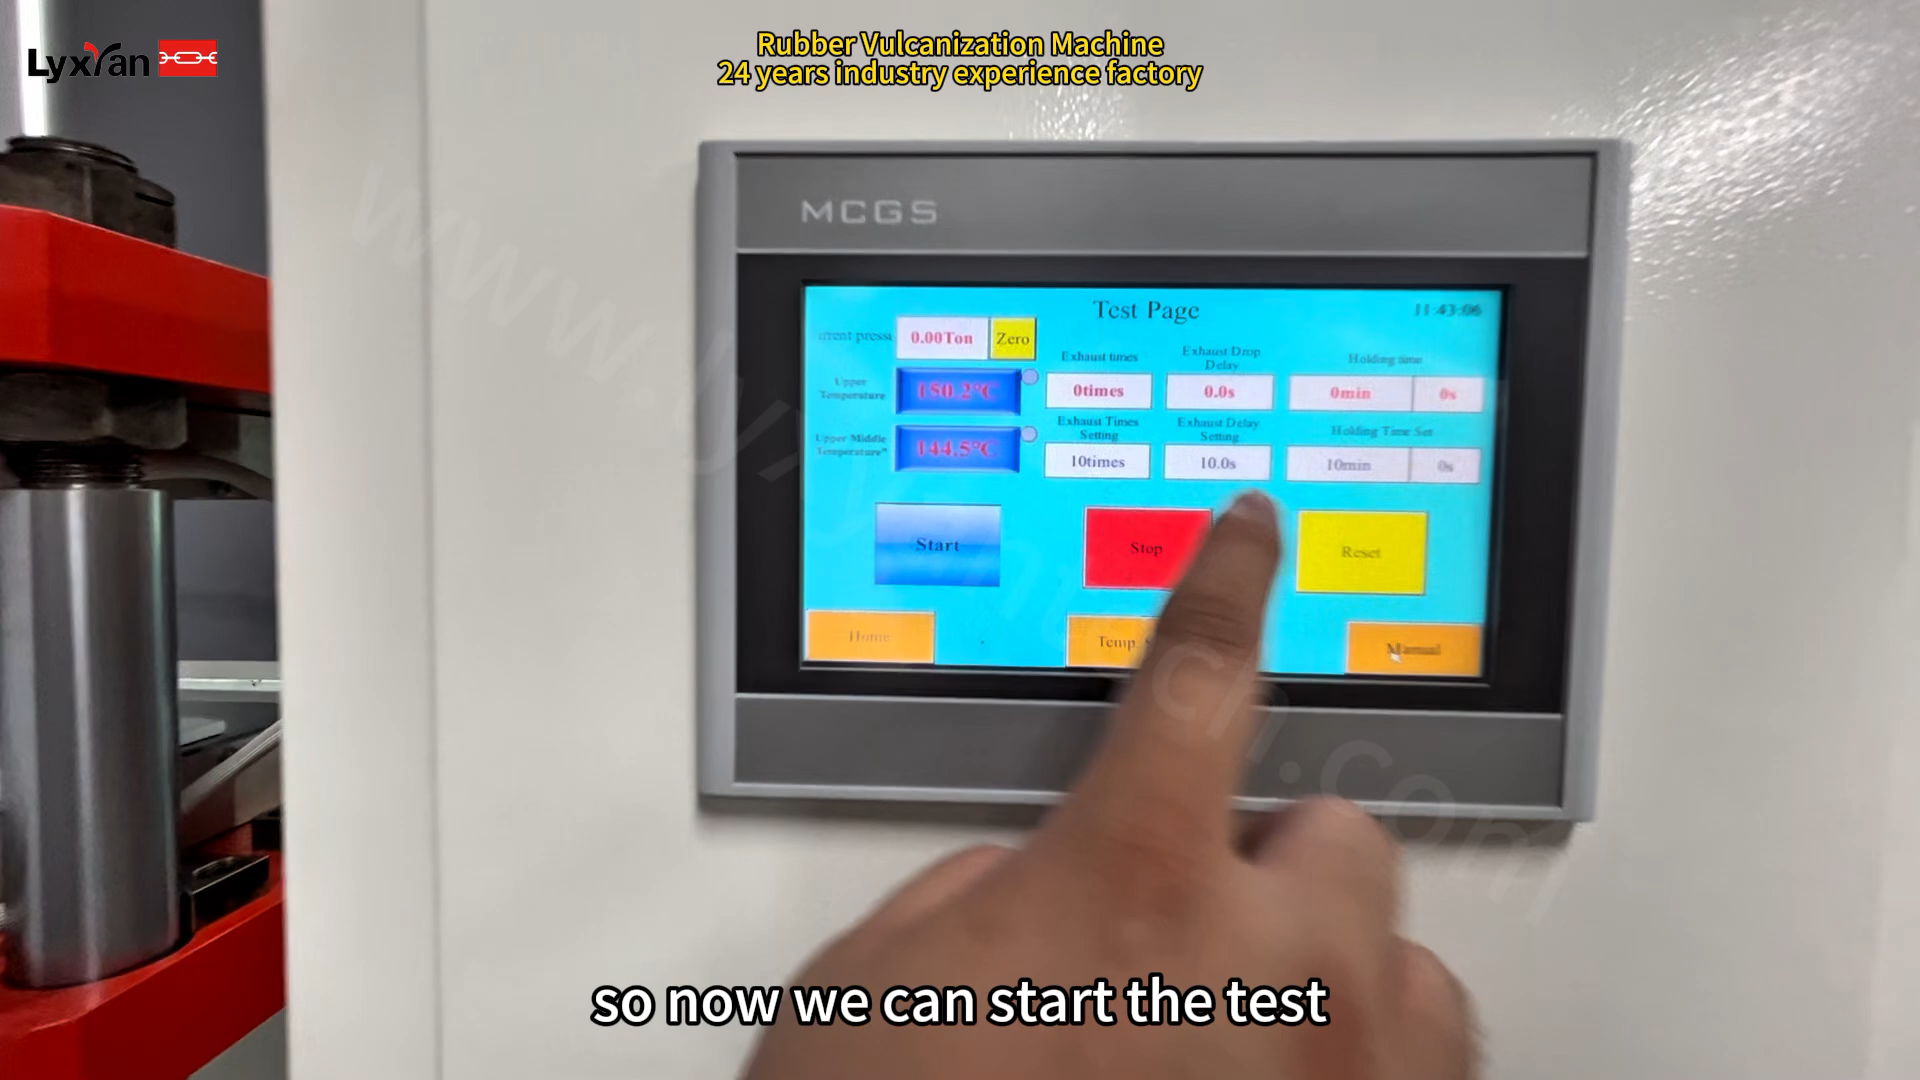 Lyxyan
Rubber Vulcanization Machine
24 years industry experience factory
MCGS
Test Page
11:43:06
0.00Ton
Zero
Exhaust times
Exhaust Drop
Delay
Holding time
Upper
Temperature
150.2°C
0times
0.0s
0min
0s
Exhaust Times
Setting
Exhaust Delay
Setting
Holding Time Set
Upper Middle
Temperature
144.5°C
10times
10.0s
10min
0s
Start
Stop
Reset
Home
Temp.
Manual
so now we can start the test